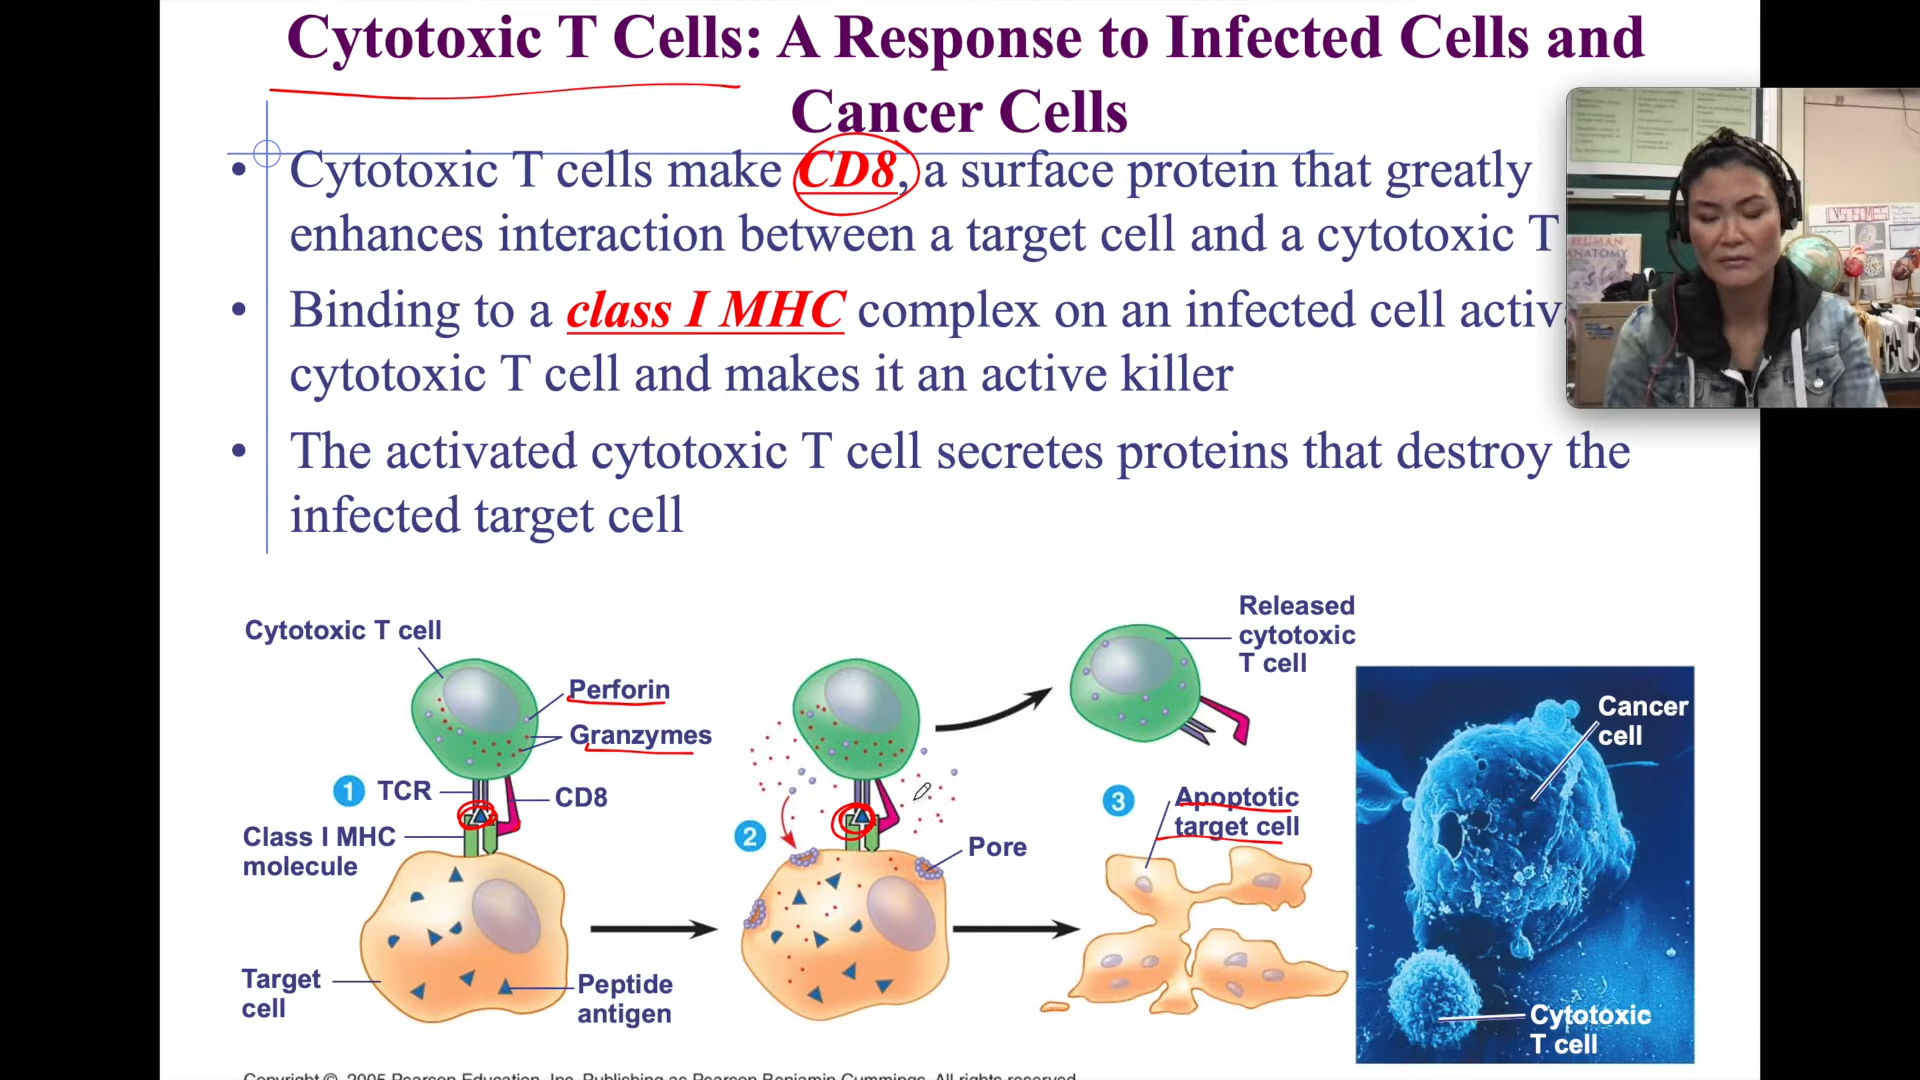 Cytotoxic T Cells: A Response to Infected Cells and
Cancer Cells
• Cytotoxic T cells make CD8, a surface protein that greatly
enhances interaction between a target cell and a cytotoxic T
• Binding to a class I MHC complex on an infected cell activ
cytotoxic T cell and makes it an active killer
• The activated cytotoxic T cell secretes proteins that destroy the
infected target cell
HUMAN
ANATOMY
Cytotoxic T cell
Perforin
Granzymes
1 TCR
CD8
Class I MHC
molecule
Target
cell
Peptide
antigen
2
Pore
Released
cytotoxic
T cell
3
Apoptotic
target cell
Cancer
cell
Cytotoxic
T cell
Copyright © 2005 Pearson Education, Inc. Publishing as Pearson Benjamin Cummings. All rights reserved.